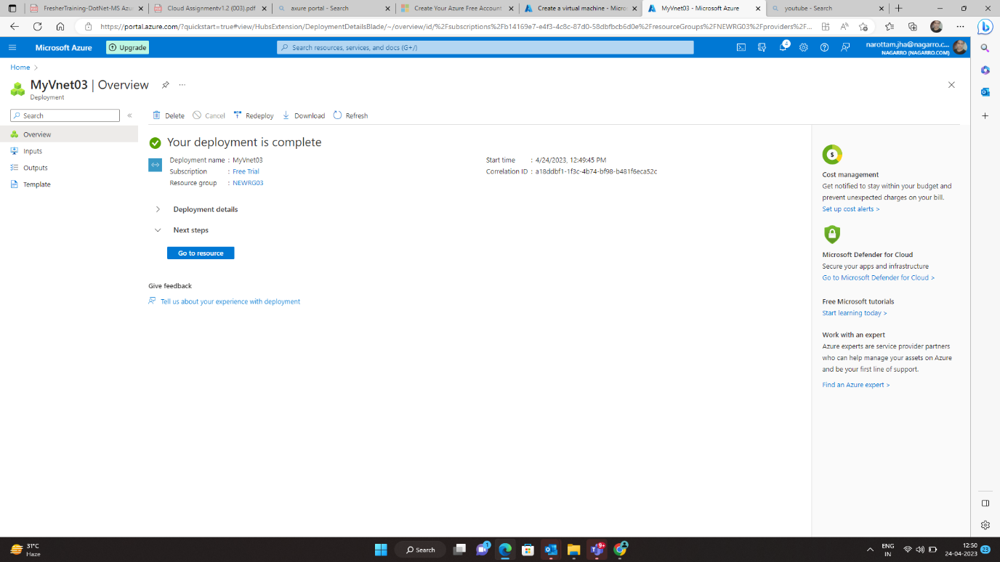 FresherTraining-DotNet-MS Azu
Cloud Assignmentv1.2 (003).pdf
axure portal - Search
Create Your Azure Free Account
Create a virtual machine - Micros
MyVnet03 - Microsoft Azure
youtube - Search
https://portal.azure.com/?quickstart=true#view/HubsExtension/DeploymentDetailsBlade/~/overview/id/%2Fsubscriptions%2Fb14169e7-e4f3-4c8c-87d0-58dbfbcb6d0e%2FresourceGroups%2FNEWRG03%2Fproviders%2F...
Microsoft Azure
Upgrade
Search resources, services, and docs (G+/)
4
narottam.jha@nagarro.c...
NAGARRO (NAGARRO.COM)
Home
MyVnet03 | Overview
Deployment
Search
Delete
Cancel
Redeploy
Download
Refresh
Overview
Inputs
Outputs
Template
Your deployment is complete
Deployment name : MyVnet03
Subscription : Free Trial
Resource group : NEWRG03
Start time : 4/24/2023, 12:49:45 PM
Correlation ID : a18ddbf1-1f3c-4b74-bf98-b481f6eca52c
Deployment details
Next steps
Go to resource
Give feedback
Tell us about your experience with deployment
Cost management
Get notified to stay within your budget and
prevent unexpected charges on your bill.
Set up cost alerts >
Microsoft Defender for Cloud
Secure your apps and infrastructure
Go to Microsoft Defender for Cloud >
Free Microsoft tutorials
Start learning today >
Work with an expert
Azure experts are service provider partners
who can help manage your assets on Azure
and be your first line of support.
Find an Azure expert >
31°C
Haze
Search
1
9+
ENG
IN
12:50
24-04-2023
23